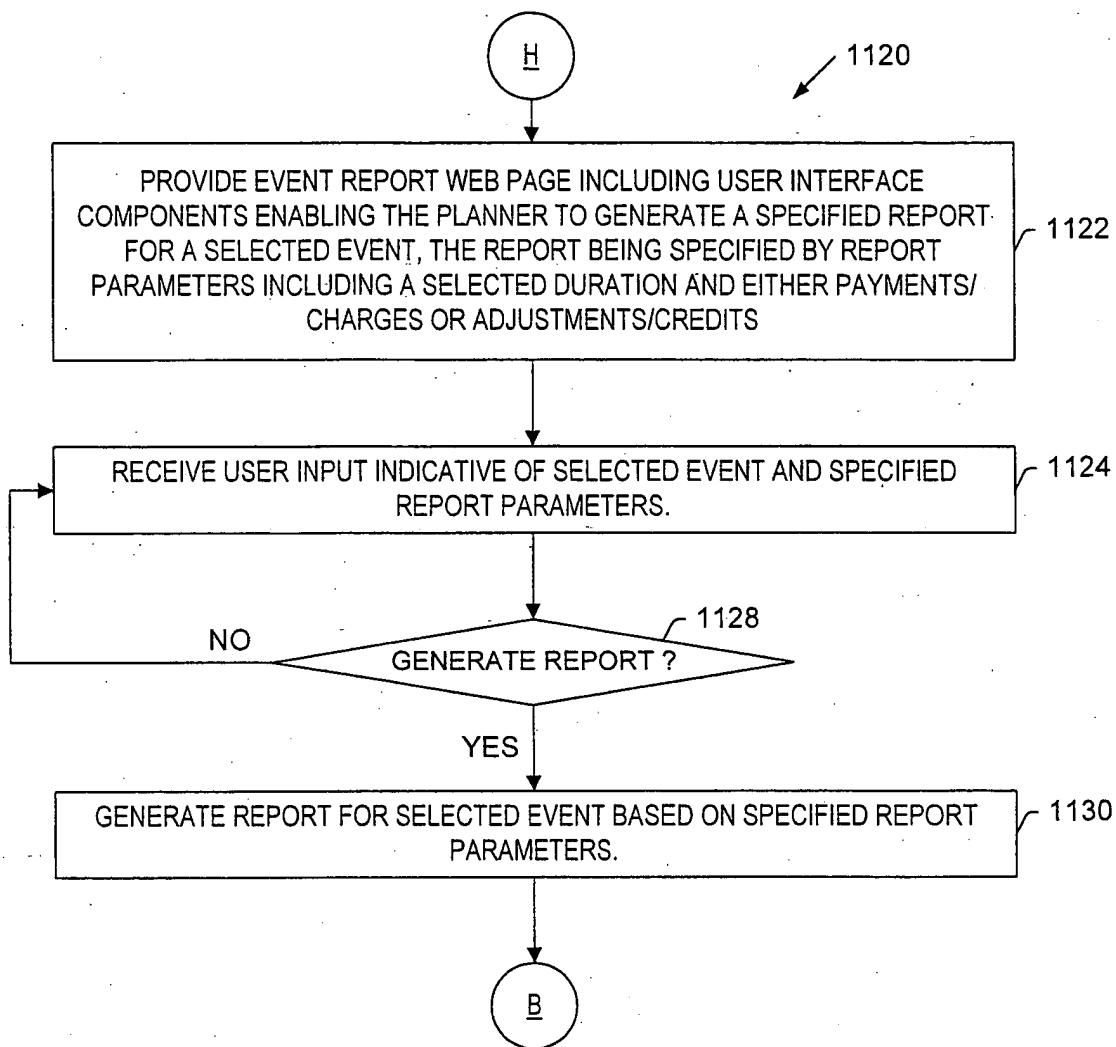 H
1120
PROVIDE EVENT REPORT WEB PAGE INCLUDING USER INTERFACE
COMPONENTS ENABLING THE PLANNER TO GENERATE A SPECIFIED REPORT
FOR A SELECTED EVENT, THE REPORT BEING SPECIFIED BY REPORT
PARAMETERS INCLUDING A SELECTED DURATION AND EITHER PAYMENTS/
CHARGES OR ADJUSTMENTS/CREDITS
1122
RECEIVE USER INPUT INDICATIVE OF SELECTED EVENT AND SPECIFIED
REPORT PARAMETERS.
1124
1128
NO
GENERATE REPORT ?
YES
GENERATE REPORT FOR SELECTED EVENT BASED ON SPECIFIED REPORT
PARAMETERS.
1130
B